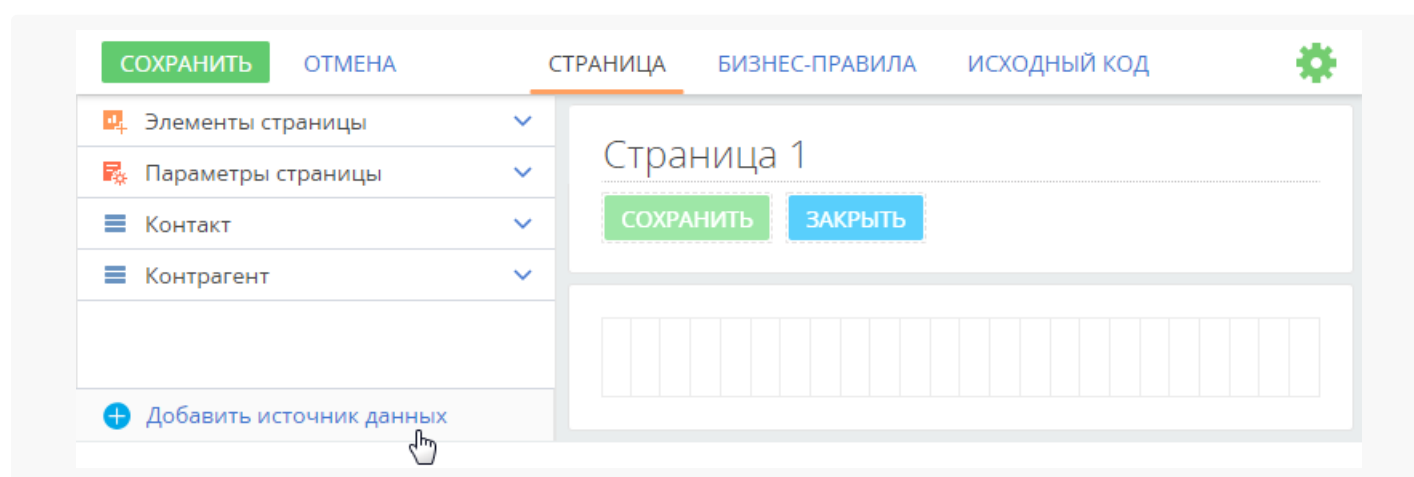 СОХРАНИТЬ ОТМЕНА СТРАНИЦА БИЗНЕС-ПРАВИЛА ИСХОДНЫЙ КОД
Элементы страницы
Параметры страницы
Контакт
Контрагент
Добавить источник данных
Страница 1
СОХРАНИТЬ ЗАКРЫТЬ